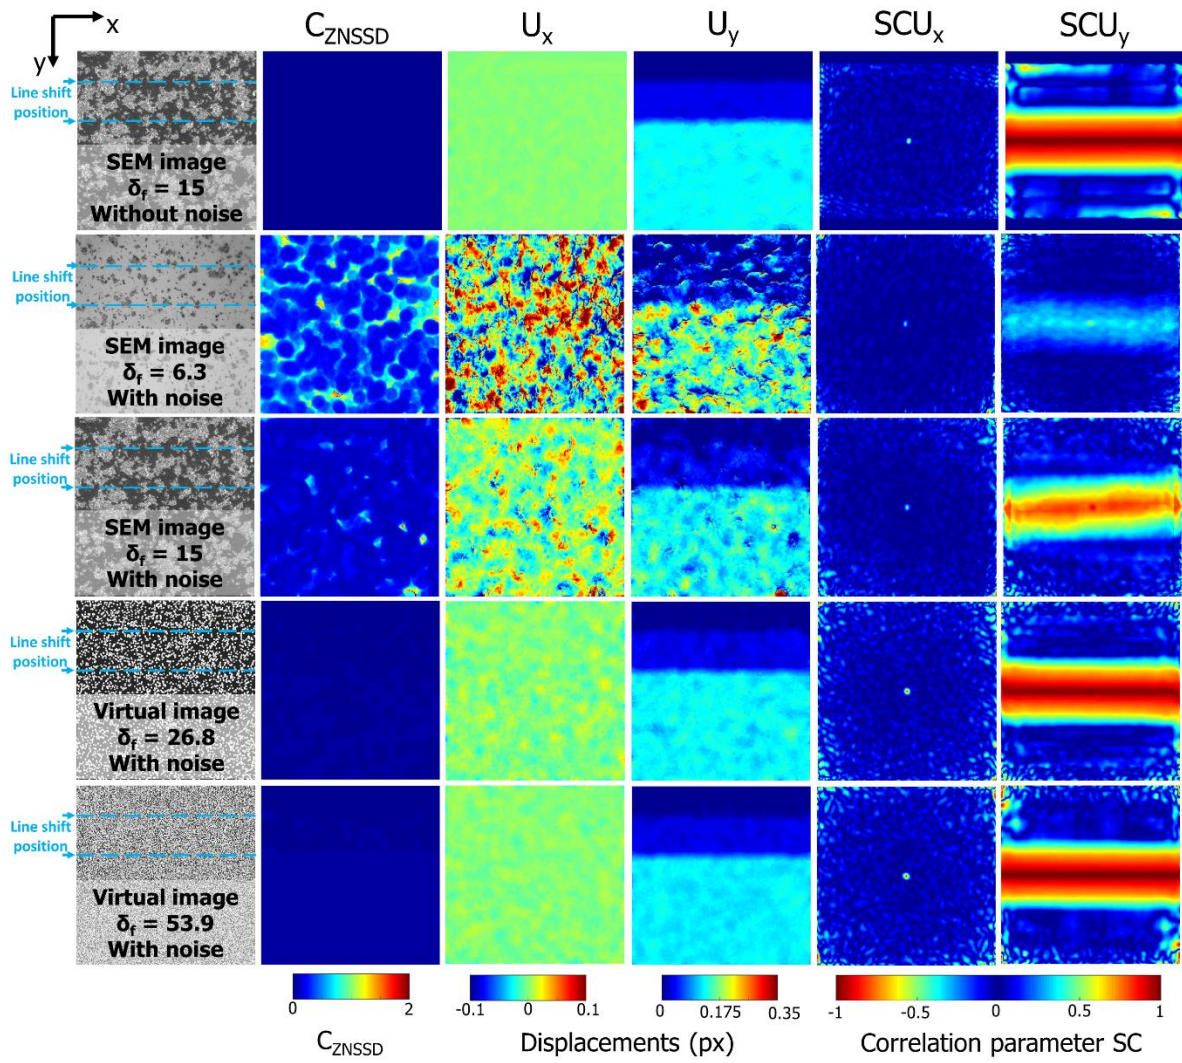 x
y
C_ZNSSD
U_x
U_y
SCU_x
SCU_y
Line shift
position
SEM image
δ_f = 15
Without noise
Line shift
position
SEM image
δ_f = 6.3
With noise
Line shift
position
SEM image
δ_f = 15
With noise
Line shift
position
Virtual image
δ_f = 26.8
With noise
Line shift
position
Virtual image
δ_f = 53.9
With noise
0 2
C_ZNSSD
-0.1 0 0.1
0 0.175 0.35
Displacements (px)
-1 -0.5 0 0.5 1
Correlation parameter SC